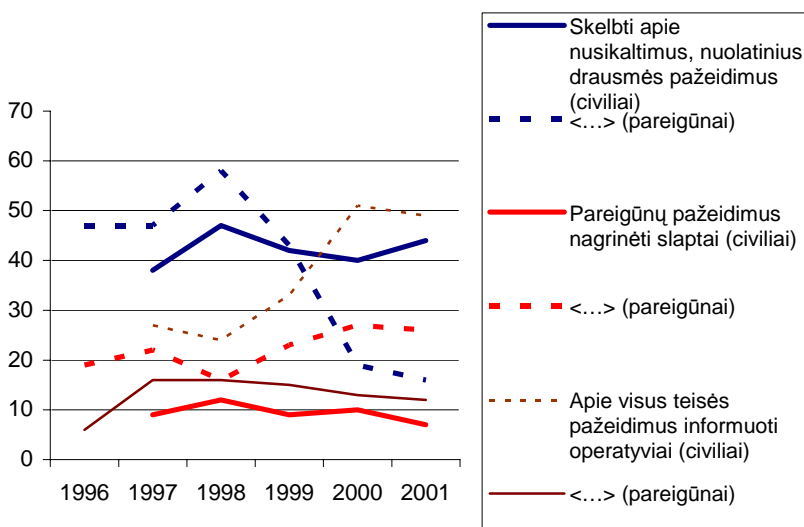 70
60
50
40
30
20
10
0
1996 1997 1998 1999 2000 2001
Skelbti apie
nusikaltimus, nuolatinius
drausmės pažeidimus
(civiliai)
<...> (pareigūnai)
Pareigūnų pažeidimus
nagrinėti slaptai (civiliai)
<...> (pareigūnai)
Apie visus teisės
pažeidimus informuoti
operatyviai (civiliai)
<...> (pareigūnai)